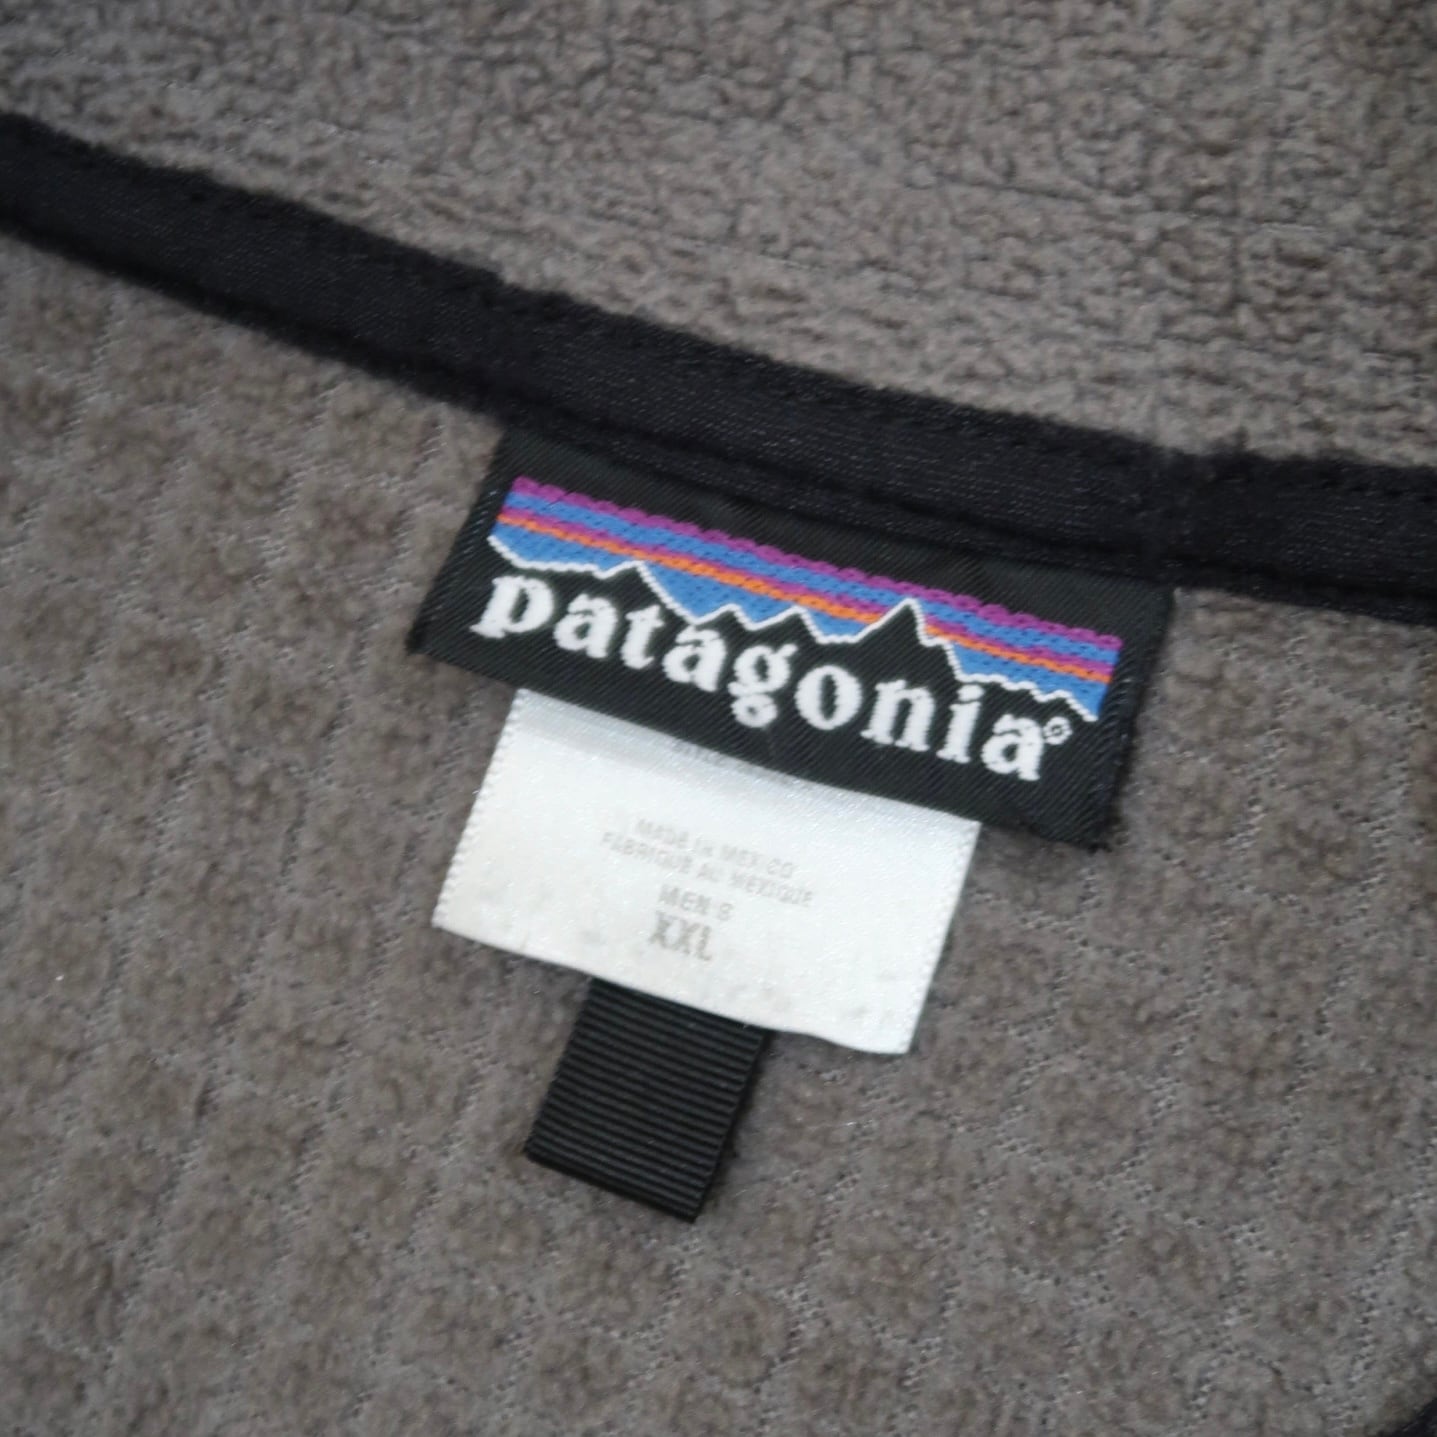 patagonia®
MADE IN MEXICO
FABRIQUE AU MEXIQUE
MEN'S
XXL